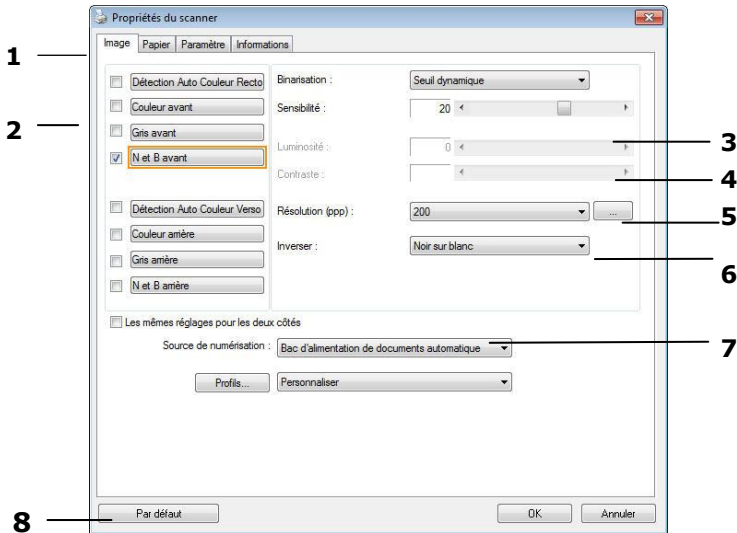 Propriétés du scanner
Image Papier Paramètre Informations
1
Détection Auto Couleur Recto Binarisation : Seuil dynamique
Couleur avant Sensibilité : 20
2
Gris avant
Luminosité : 0
3
N et B avant
Contraste :
4
Détection Auto Couleur Verso Résolution (ppp) : 200 ...
5
Couleur arrière Inverser : Noir sur blanc
Gris arrière
6
N et B arrière
Les mêmes réglages pour les deux côtés
Source de numérisation : Bac d'alimentation de documents automatique
7
Profils... Personnaliser
8
Par défaut OK Annuler